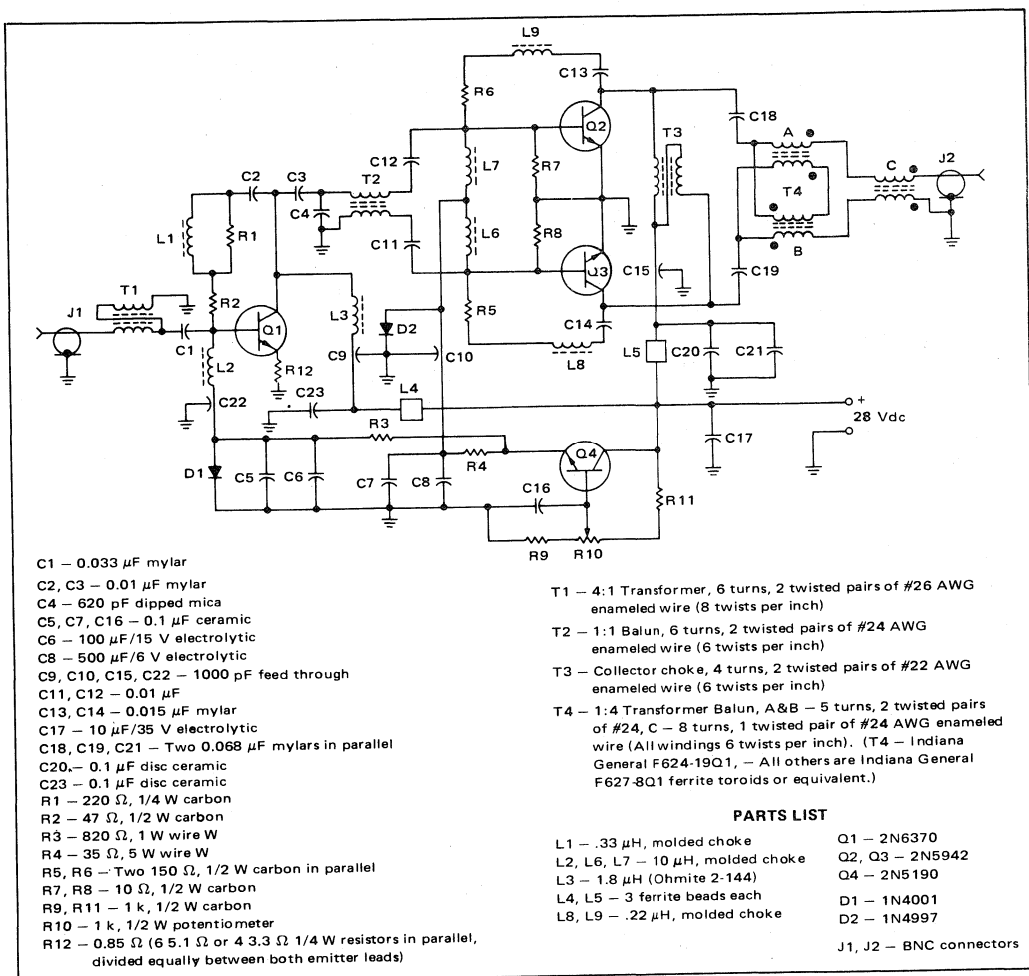 L9
C13
R6
Q2
C18
A
T3
C2
C3
C12
T2
L7
R7
C
J2
C4
T4
L1
R1
L6
R8
C11
B
C19
T1
Q3
C15
R2
R5
J1
C14
L3
D2
Q1
C1
L5
C20
C21
L2
C9
C10
L8
R12
C23
L4
C22
+
28 Vdc
R3
C17
Q4
R4
D1
C5
C6
C7
C8
C16
R11
R9
R10
C1 – 0.033 μF mylar
C2, C3 – 0.01 μF mylar
C4 – 620 pF dipped mica
C5, C7, C16 – 0.1 μF ceramic
C6 – 100 μF/15 V electrolytic
C8 – 500 μF/6 V electrolytic
C9, C10, C15, C22 – 1000 pF feed through
C11, C12 – 0.01 μF
C13, C14 – 0.015 μF mylar
C17 – 10 μF/35 V electrolytic
C18, C19, C21 – Two 0.068 μF mylars in parallel
C20.– 0.1 μF disc ceramic
C23 – 0.1 μF disc ceramic
R1 – 220 Ω, 1/4 W carbon
R2 – 47 Ω, 1/2 W carbon
R3 – 820 Ω, 1 W wire W
R4 – 35 Ω, 5 W wire W
R5, R6 – Two 150 Ω, 1/2 W carbon in parallel
R7, R8 – 10 Ω, 1/2 W carbon
R9, R11 – 1 k, 1/2 W carbon
R10 – 1 k, 1/2 W potentiometer
R12 – 0.85 Ω (6 5.1 Ω or 4 3.3 Ω 1/4 W resistors in parallel,
divided equally between both emitter leads)
T1 – 4:1 Transformer, 6 turns, 2 twisted pairs of #26 AWG
enameled wire (8 twists per inch)
T2 – 1:1 Balun, 6 turns, 2 twisted pairs of #24 AWG
enameled wire (6 twists per inch)
T3 – Collector choke, 4 turns, 2 twisted pairs of #22 AWG
enameled wire (6 twists per inch)
T4 – 1:4 Transformer Balun, A&B – 5 turns, 2 twisted pairs
of #24, C – 8 turns, 1 twisted pair of #24 AWG enameled
wire (All windings 6 twists per inch). (T4 – Indiana
General F624-19Q1, – All others are Indiana General
F627-8Q1 ferrite toroids or equivalent.)
PARTS LIST
L1 – .33 μH, molded choke
L2, L6, L7 – 10 μH, molded choke
L3 – 1.8 μH (Ohmite 2-144)
L4, L5 – 3 ferrite beads each
L8, L9 – .22 μH, molded choke
Q1 – 2N6370
Q2, Q3 – 2N5942
Q4 – 2N5190
D1 – 1N4001
D2 – 1N4997
J1, J2 – BNC connectors